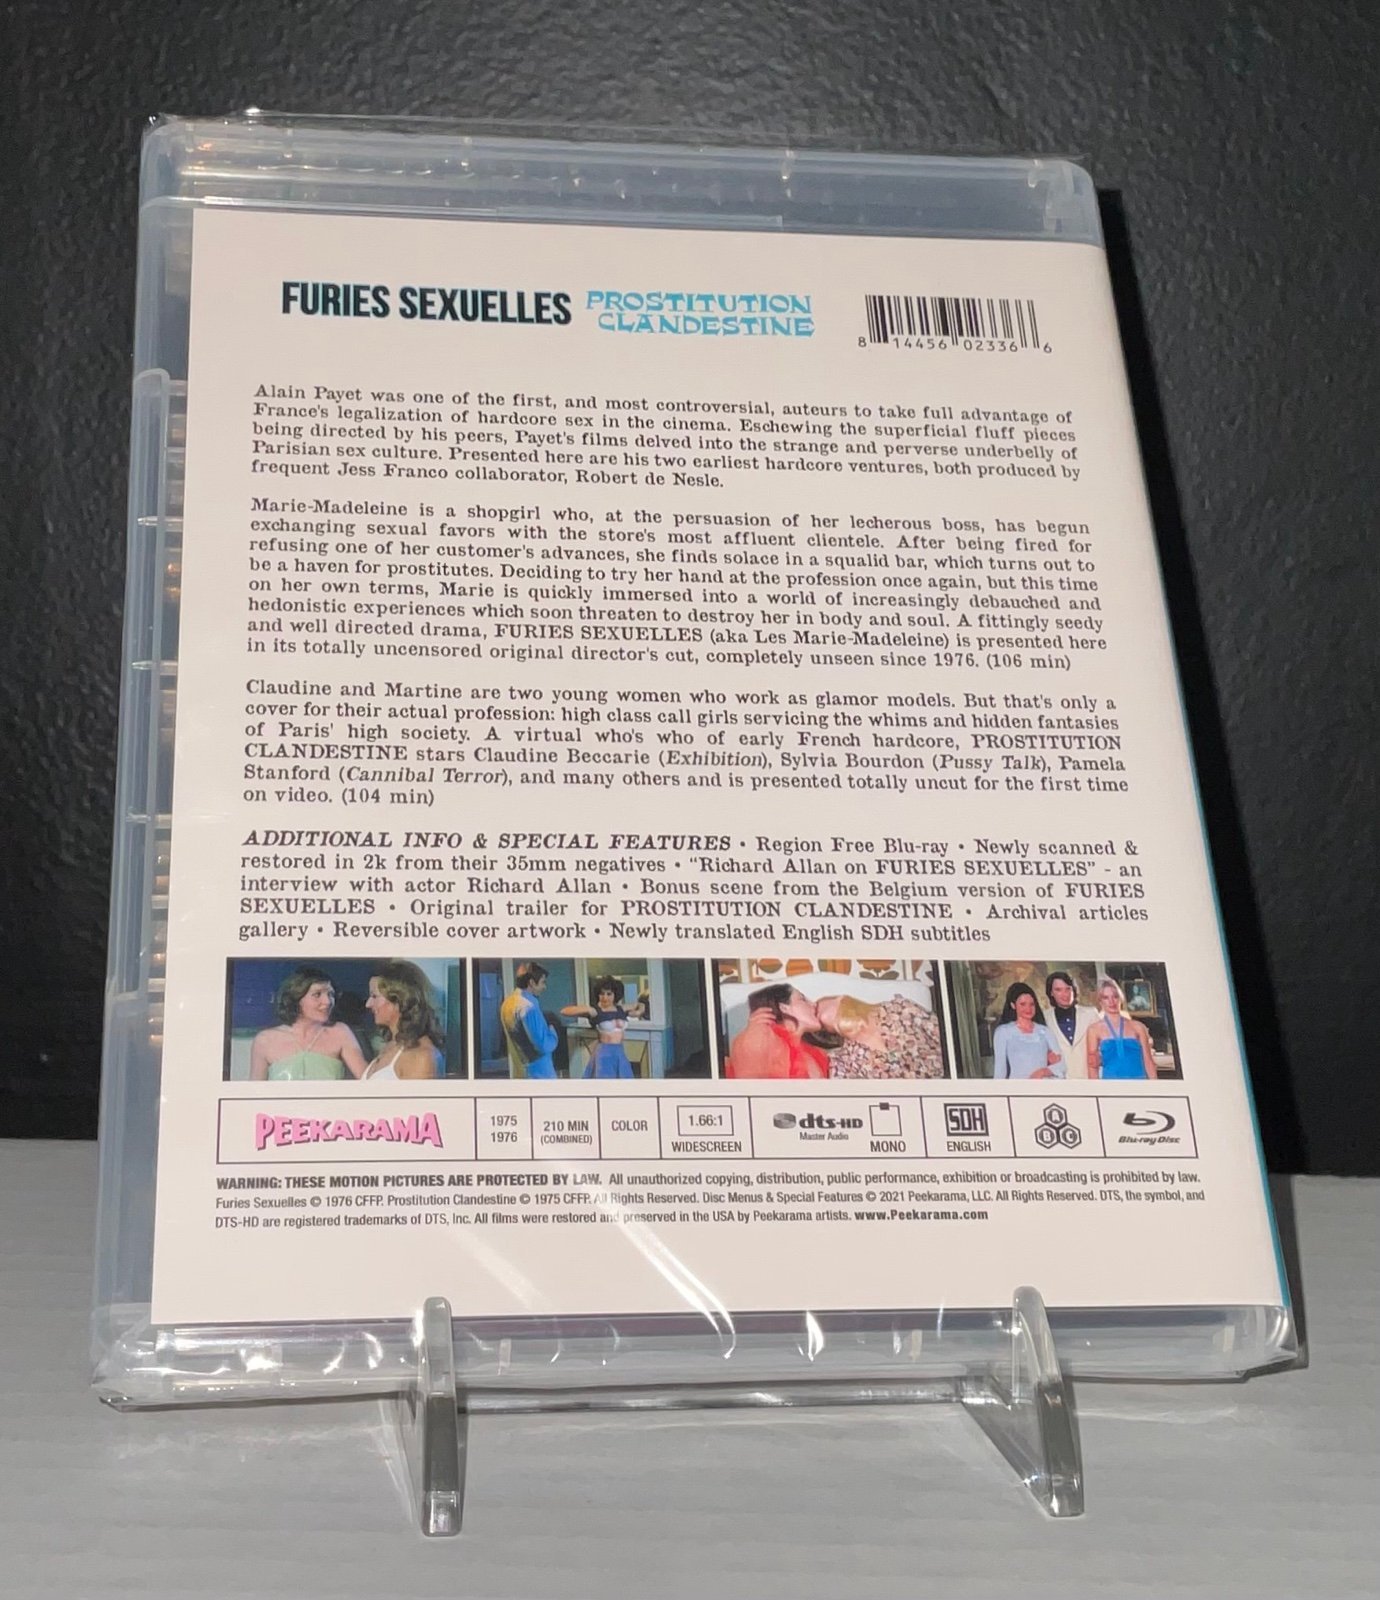 FURIES SEXUELLES
PROSTITUTION
CLANDESTINE
8 14456 02336 6
Alain Payet was one of the first, and most controversial, auteurs to take full advantage of
France's legalization of hardcore sex in the cinema. Eschewing the superficial fluff pieces
being directed by his peers, Payet's films delved into the strange and perverse underbelly of
Parisian sex culture. Presented here are his two earliest hardcore ventures, both produced by
frequent Jess Franco collaborator, Robert de Nesle.
Marie-Madeleine is a shopgirl who, at the persuasion of her lecherous boss, has begun
exchanging sexual favors with the store's most affluent clientele. After being fired for
refusing one of her customer's advances, she finds solace in a squalid bar, which turns out to
be a haven for prostitutes. Deciding to try her hand at the profession once again, but this time
on her own terms, Marie is quickly immersed into a world of increasingly debauched and
hedonistic experiences which soon threaten to destroy her in body and soul. A fittingly seedy
and well directed drama, FURIES SEXUELLES (aka Les Marie-Madeleine) is presented here
in its totally uncensored original director's cut, completely unseen since 1976. (106 min)
Claudine and Martine are two young women who work as glamor models. But that's only a
cover for their actual profession: high class call girls servicing the whims and hidden fantasies
of Paris' high society. A virtual who's who of early French hardcore, PROSTITUTION
CLANDESTINE stars Claudine Beccarie (Exhibition), Sylvia Bourdon (Pussy Talk), Pamela
Stanford (Cannibal Terror), and many others and is presented totally uncut for the first time
on video. (104 min)
ADDITIONAL INFO & SPECIAL FEATURES • Region Free Blu-ray • Newly scanned &
restored in 2k from their 35mm negatives • “Richard Allan on FURIES SEXUELLES” - an
interview with actor Richard Allan • Bonus scene from the Belgium version of FURIES
SEXUELLES • Original trailer for PROSTITUTION CLANDESTINE • Archival articles
gallery • Reversible cover artwork • Newly translated English SDH subtitles
PEEKARAMA
1975
1976
210 MIN
(COMBINED)
COLOR
1.66:1
WIDESCREEN
dts-HD
Master Audio
MONO
SDH
ENGLISH
A
B C
Blu-ray Disc
WARNING: THESE MOTION PICTURES ARE PROTECTED BY LAW. All unauthorized copying, distribution, public performance, exhibition or broadcasting is prohibited by law.
Furies Sexuelles © 1976 CFFP. Prostitution Clandestine © 1975 CFFP. All Rights Reserved. Disc Menus & Special Features © 2021 Peekarama, LLC. All Rights Reserved. DTS, the symbol, and
DTS-HD are registered trademarks of DTS, Inc. All films were restored and preserved in the USA by Peekarama artists. www.Peekarama.com